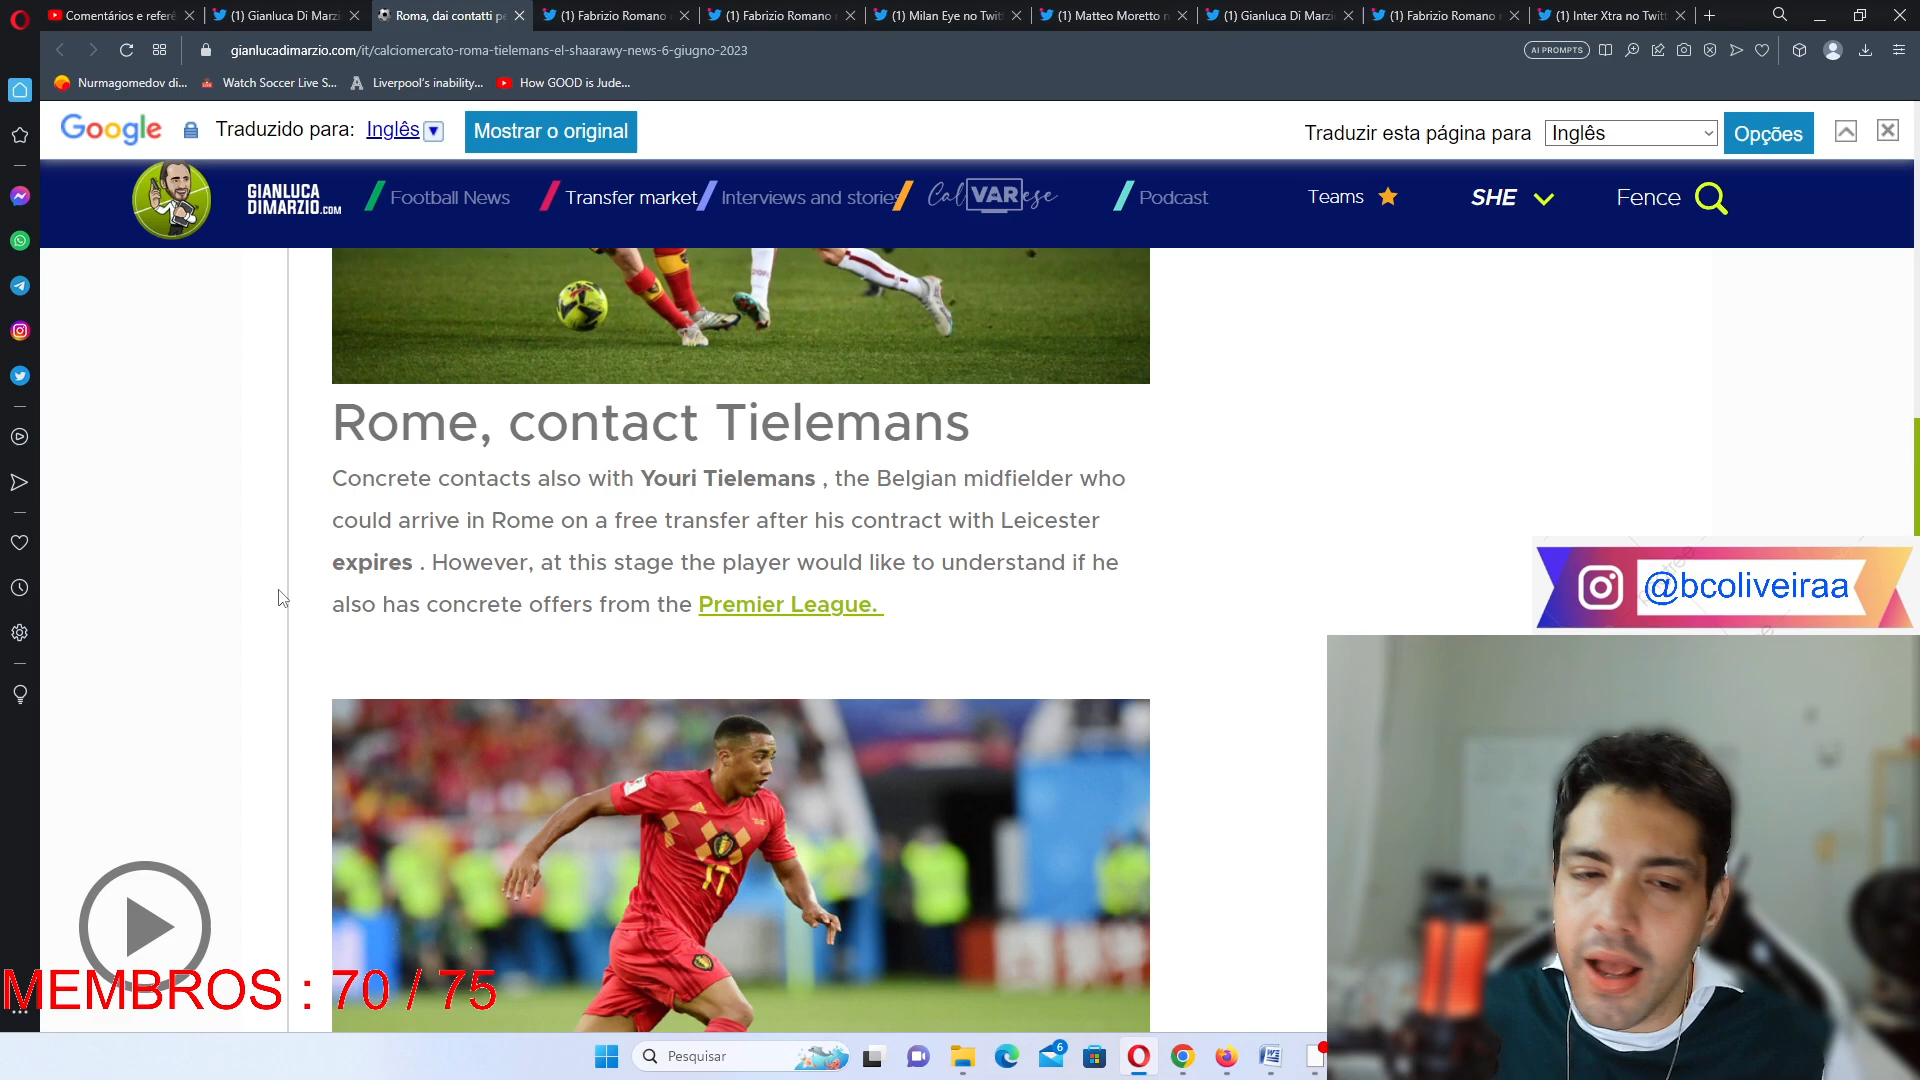 Comentários e referê
(1) Gianluca Di Marzi
Roma, dai contatti pe
(1) Fabrizio Romano
(1) Fabrizio Romano
(1) Milan Eye no Twit
(1) Matteo Moretto n
(1) Gianluca Di Marzi
(1) Fabrizio Romano
(1) Inter Xtra no Twitt
gianlucadimarzio.com/it/calciomercato-roma-tielemans-el-shaarawy-news-6-giugno-2023
AI PROMPTS
Nurmagomedov di...
Watch Soccer Live S...
Liverpool's inability...
How GOOD is Jude...
Google
Traduzido para: Inglês
Mostrar o original
Traduzir esta página para
Inglês
Opções
GIANLUCA
DIMARZIO.COM
Football News
Transfer market
Interviews and stories
CalVARese
Podcast
Teams
SHE
Fence
Rome, contact Tielemans
Concrete contacts also with Youri Tielemans , the Belgian midfielder who
could arrive in Rome on a free transfer after his contract with Leicester
expires . However, at this stage the player would like to understand if he
also has concrete offers from the Premier League.
@bcoliveiraa
17
MEMBROS : 70 / 75
Pesquisar
6